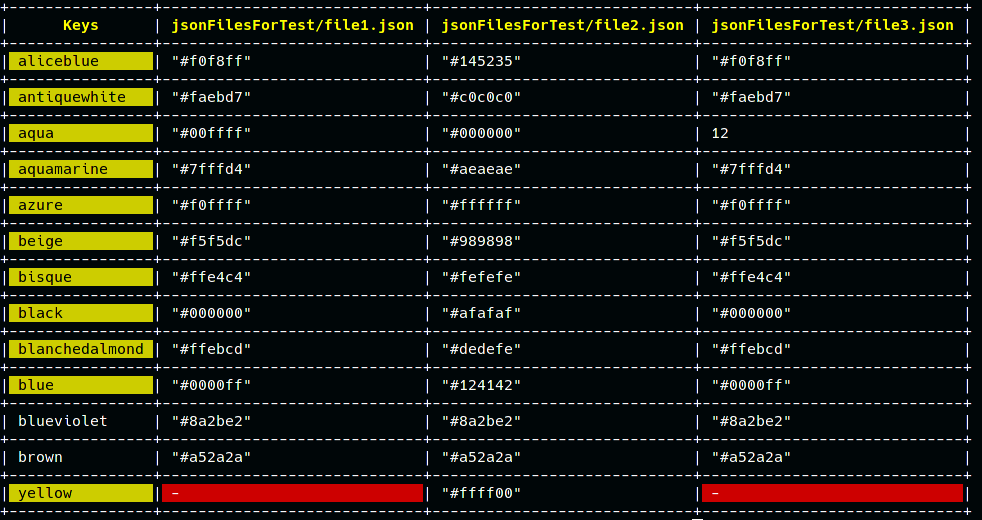 Keys | jsonFilesForTest/file1.json | jsonFilesForTest/file2.json | jsonFilesForTest/file3.json
aliceblue | "#f0f8ff" | "#145235" | "#f0f8ff"
antiquewhite | "#faebd7" | "#c0c0c0" | "#faebd7"
aqua | "#00ffff" | "#000000" | 12
aquamarine | "#7fffd4" | "#aeaeae" | "#7fffd4"
azure | "#f0ffff" | "#ffffff" | "#f0ffff"
beige | "#f5f5dc" | "#989898" | "#f5f5dc"
bisque | "#ffe4c4" | "#fefefe" | "#ffe4c4"
black | "#000000" | "#afafaf" | "#000000"
blanchedalmond | "#ffebcd" | "#dedefe" | "#ffebcd"
blue | "#0000ff" | "#124142" | "#0000ff"
blueviolet | "#8a2be2" | "#8a2be2" | "#8a2be2"
brown | "#a52a2a" | "#a52a2a" | "#a52a2a"
yellow | - | "#ffff00" | -